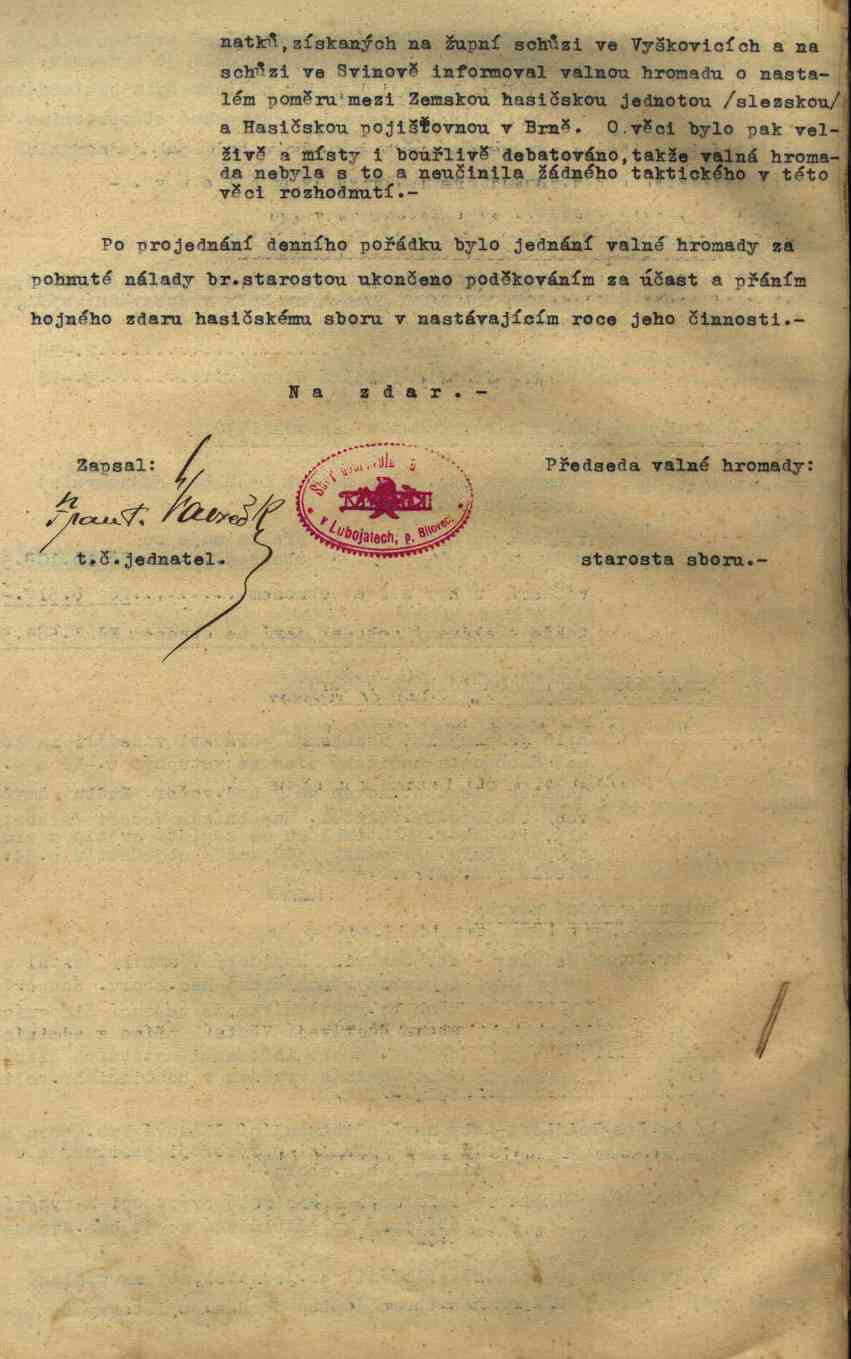 natků,získaných na župní schůzi ve Vyškovicích a na
schůzi ve Svinově informoval valnou hromadu o nasta-
lém poměru mezi Zemskou hasičskou jednotou /slezskou/
a Hasičskou pojišťovnou v Brně. O věci bylo pak vel-
živě a místy i bouřlivě debatováno,takže valná hroma-
da nebyla s to a neučinila žádného taktického v této
věci rozhodnutí.-
Po projednání denního pořádku bylo jednání valné hromady za
pohnuté nálady br.starostou ukončeno poděkováním za účast a přáním
hojného zdaru hasičskému sboru v nastávajícím roce jeho činnosti.-
Na zdar.-
Zapsal:
Předseda valné hromady:
Frant.
v Lubojatech, p. Bílovec.
t.č.jednatel.
starosta sboru.-